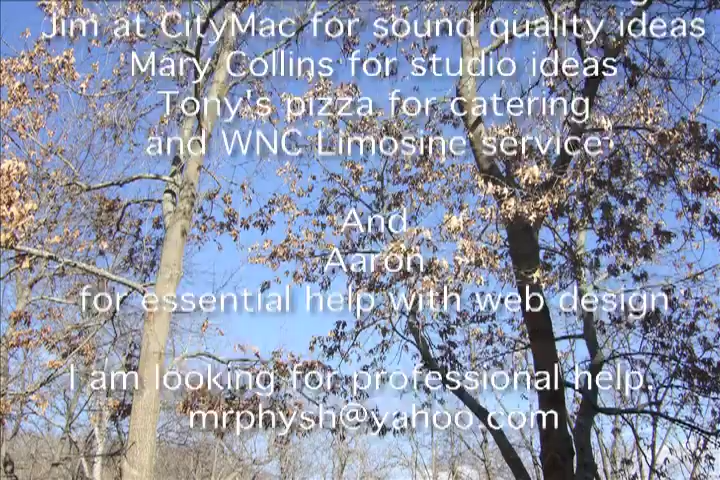 Jim at CityMac for sound quality ideas
Mary Collins for studio ideas
Tony's pizza for catering
and WNC Limosine service
And
Aaron
for essential help with web design
I am looking for professional help.
mrphysh@yahoo.com